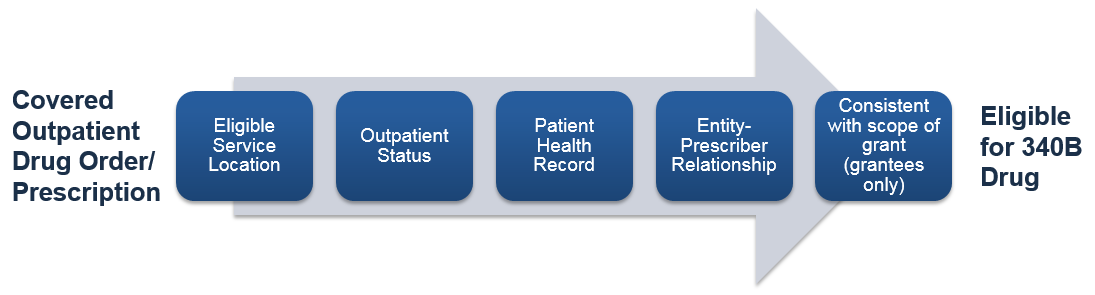 Covered
Outpatient
Drug Order/
Prescription
Eligible
Service
Location
Outpatient
Status
Patient
Health
Record
Entity-
Prescriber
Relationship
Consistent
with scope of
grant
(grantees
only)
Eligible
for 340B
Drug